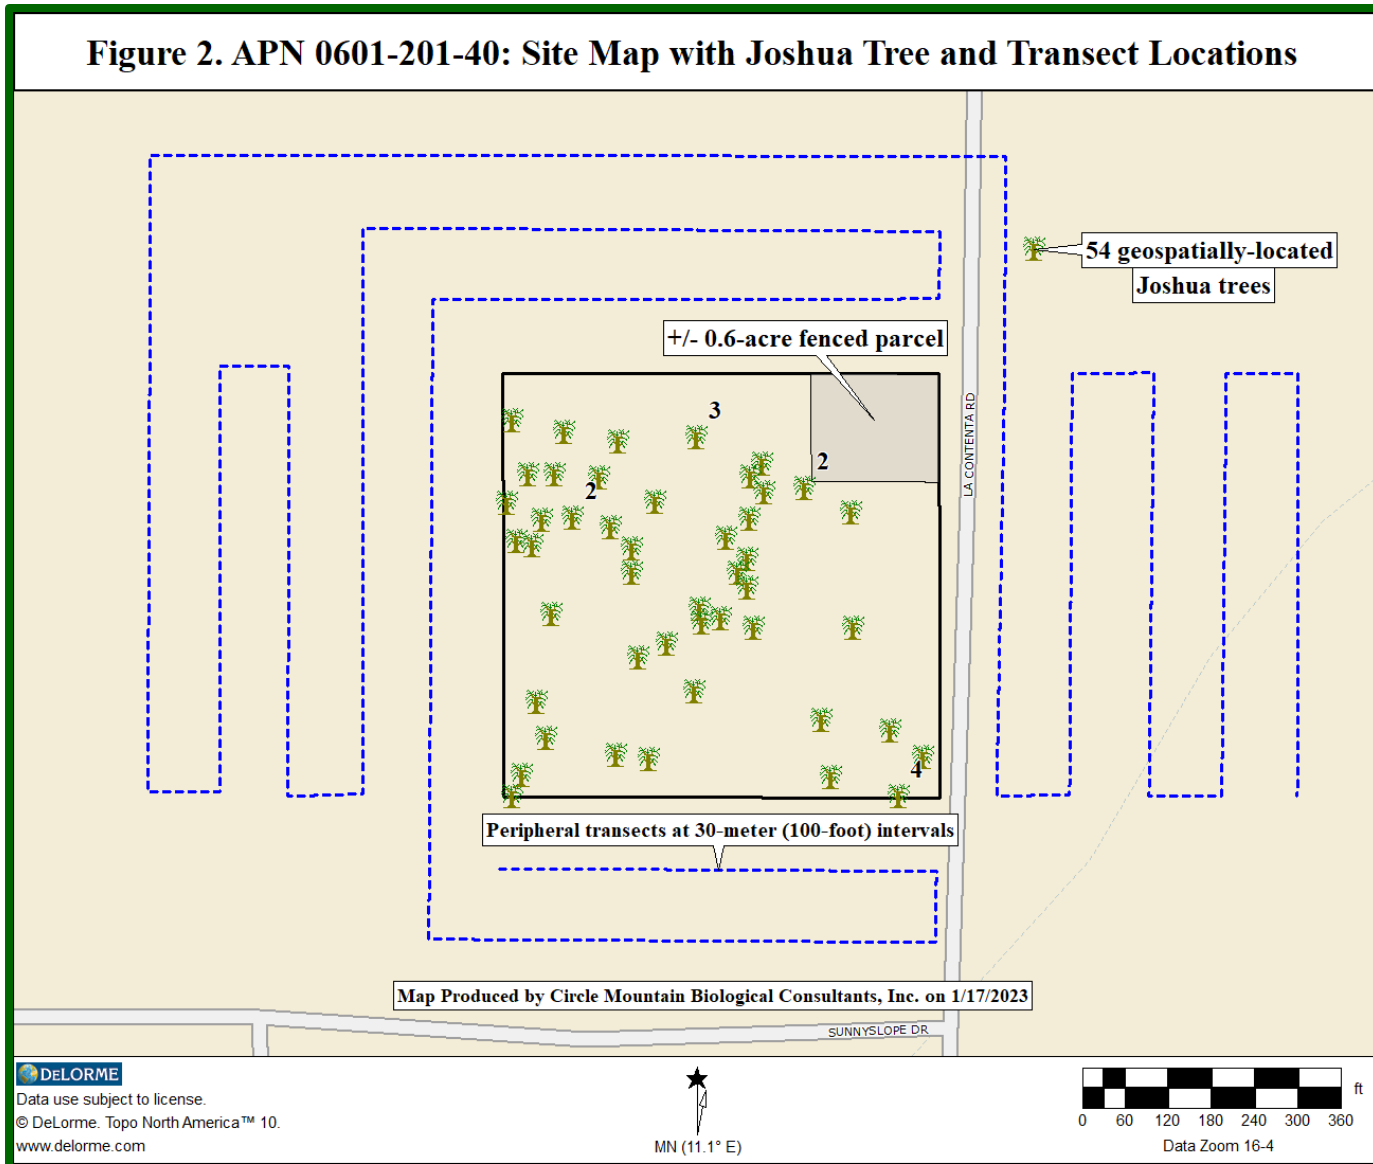 Figure 2. APN 0601-201-40: Site Map with Joshua Tree and Transect Locations
54 geospatially-located
Joshua trees
+/- 0.6-acre fenced parcel
3
2
2
LA CONTENTA RD
4
Peripheral transects at 30-meter (100-foot) intervals
Map Produced by Circle Mountain Biological Consultants, Inc. on 1/17/2023
SUNNYSLOPE DR
DELORME
Data use subject to license.
© DeLorme. Topo North America™ 10.
www.delorme.com
MN (11.1° E)
ft
0 60 120 180 240 300 360
Data Zoom 16-4